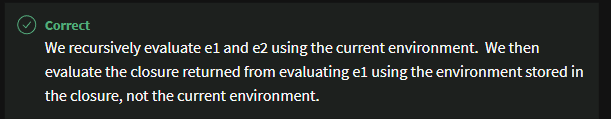 Correct
We recursively evaluate e1 and e2 using the current environment.  We then
evaluate the closure returned from evaluating e1 using the environment stored in
the closure, not the current environment.